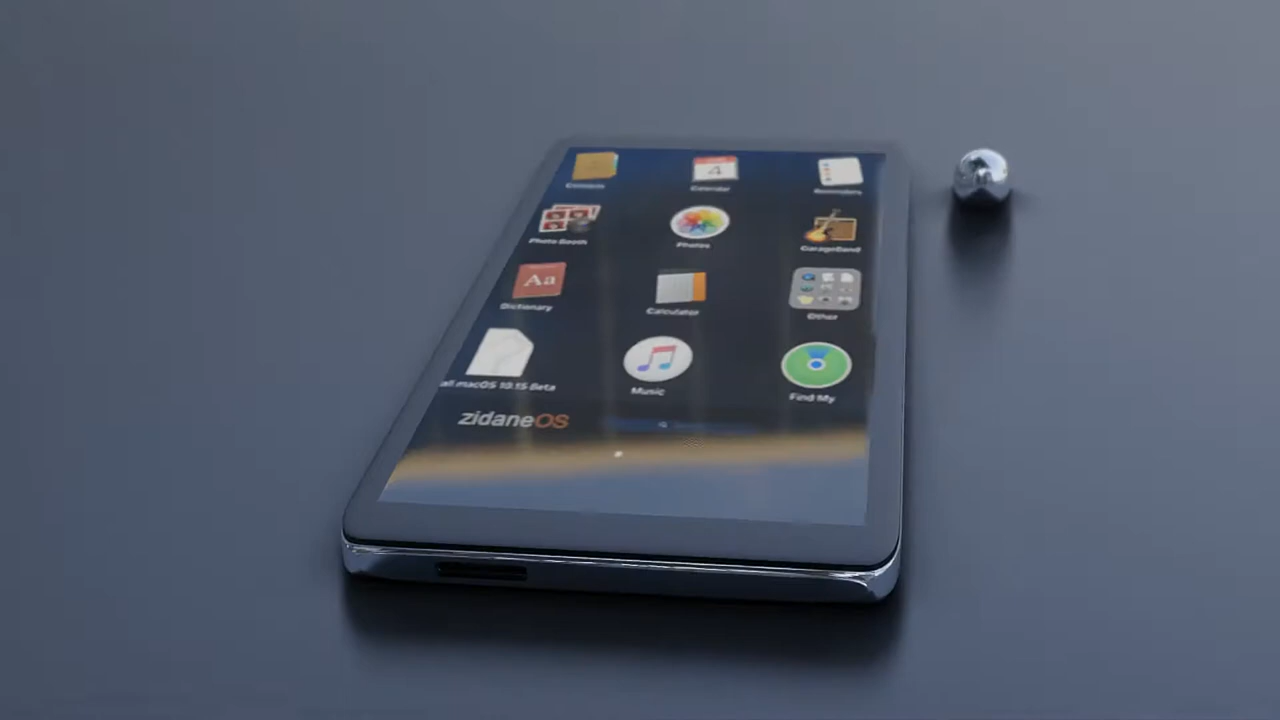 Contacts
4
Calendar
Reminders
Photo Booth
Photos
GarageBand
Aa
Dictionary
Calculator
Other
all macOS 10.15 Beta
Music
Find My
zidaneOS